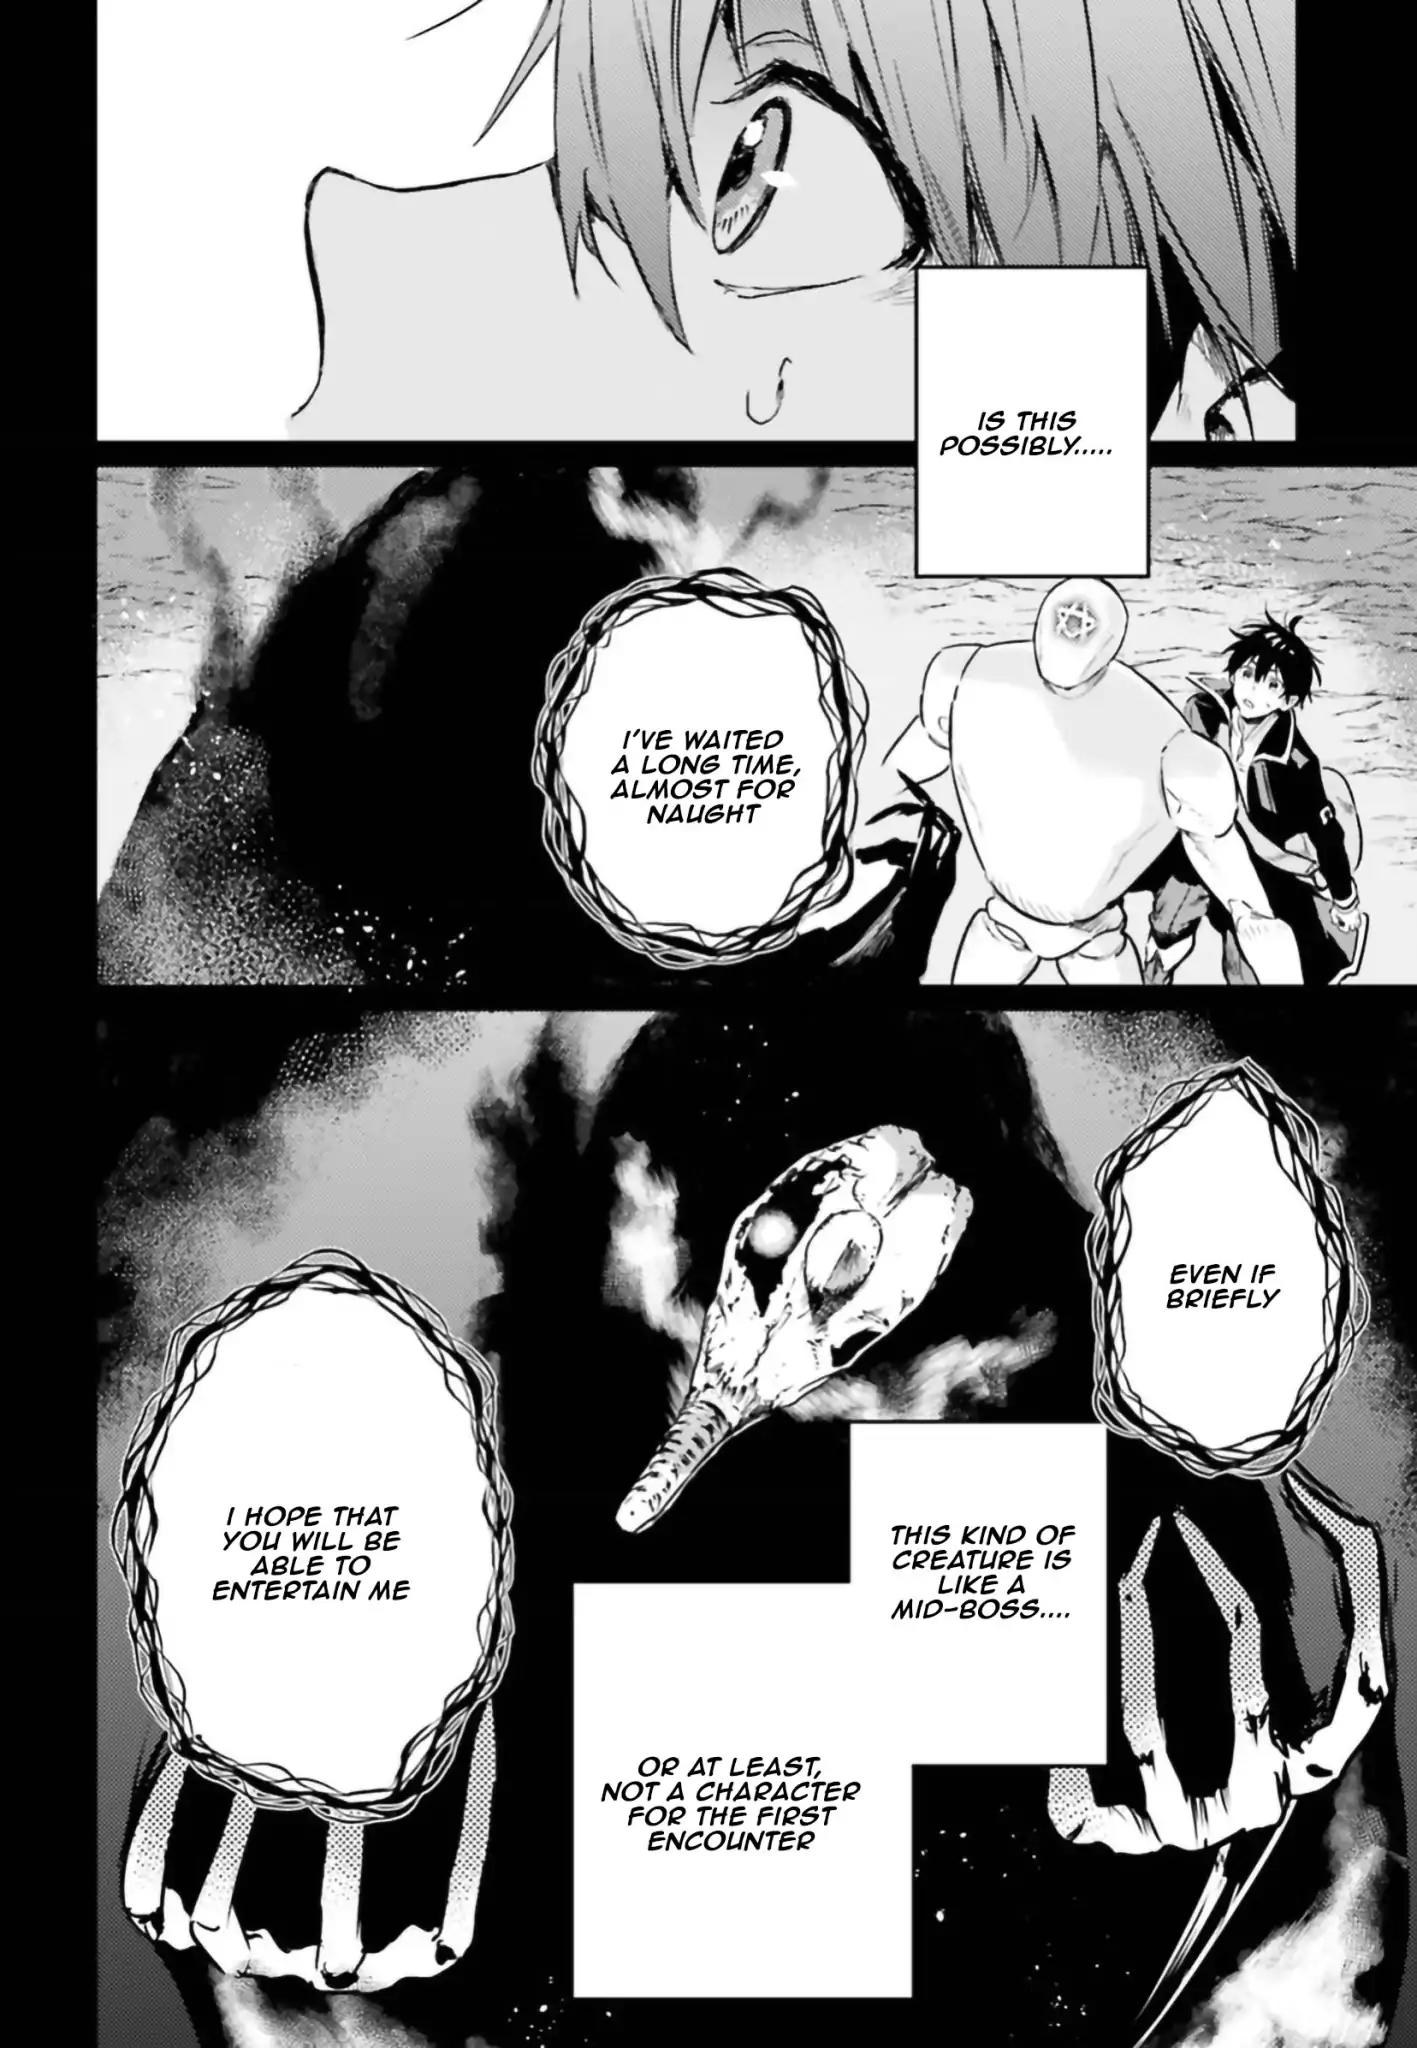 IS THIS
POSSIBLY.....
I'VE WAITED
A LONG TIME,
ALMOST FOR
NAUGHT
EVEN IF
BRIEFLY
I HOPE THAT
YOU WILL BE
ABLE TO
ENTERTAIN ME
THIS KIND OF
CREATURE IS
LIKE A
MID-BOSS....
OR AT LEAST,
NOT A CHARACTER
FOR THE FIRST
ENCOUNTER